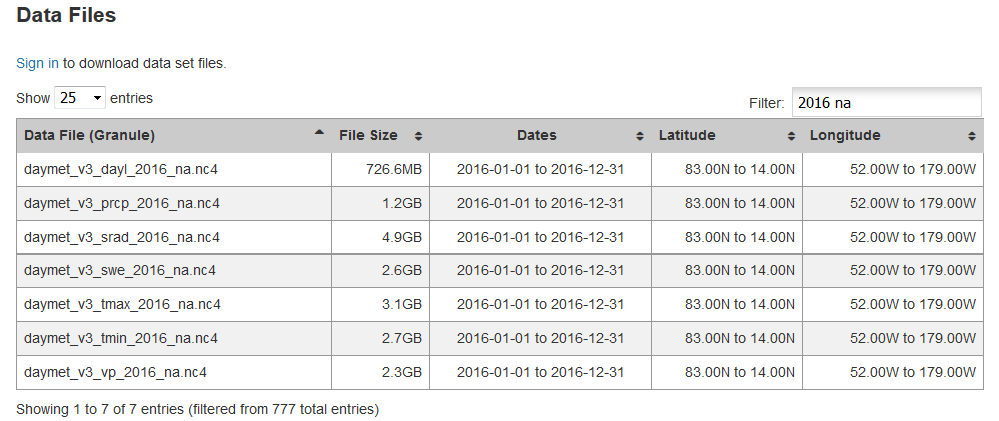 Data Files
Sign in to download data set files.
Show 25 entries
Filter: 2016 na
Data File (Granule) File Size Dates Latitude Longitude
daymet_v3_dayl_2016_na.nc4 726.6MB 2016-01-01 to 2016-12-31 83.00N to 14.00N 52.00W to 179.00W
daymet_v3_prcp_2016_na.nc4 1.2GB 2016-01-01 to 2016-12-31 83.00N to 14.00N 52.00W to 179.00W
daymet_v3_srad_2016_na.nc4 4.9GB 2016-01-01 to 2016-12-31 83.00N to 14.00N 52.00W to 179.00W
daymet_v3_swe_2016_na.nc4 2.6GB 2016-01-01 to 2016-12-31 83.00N to 14.00N 52.00W to 179.00W
daymet_v3_tmax_2016_na.nc4 3.1GB 2016-01-01 to 2016-12-31 83.00N to 14.00N 52.00W to 179.00W
daymet_v3_tmin_2016_na.nc4 2.7GB 2016-01-01 to 2016-12-31 83.00N to 14.00N 52.00W to 179.00W
daymet_v3_vp_2016_na.nc4 2.3GB 2016-01-01 to 2016-12-31 83.00N to 14.00N 52.00W to 179.00W
Showing 1 to 7 of 7 entries (filtered from 777 total entries)